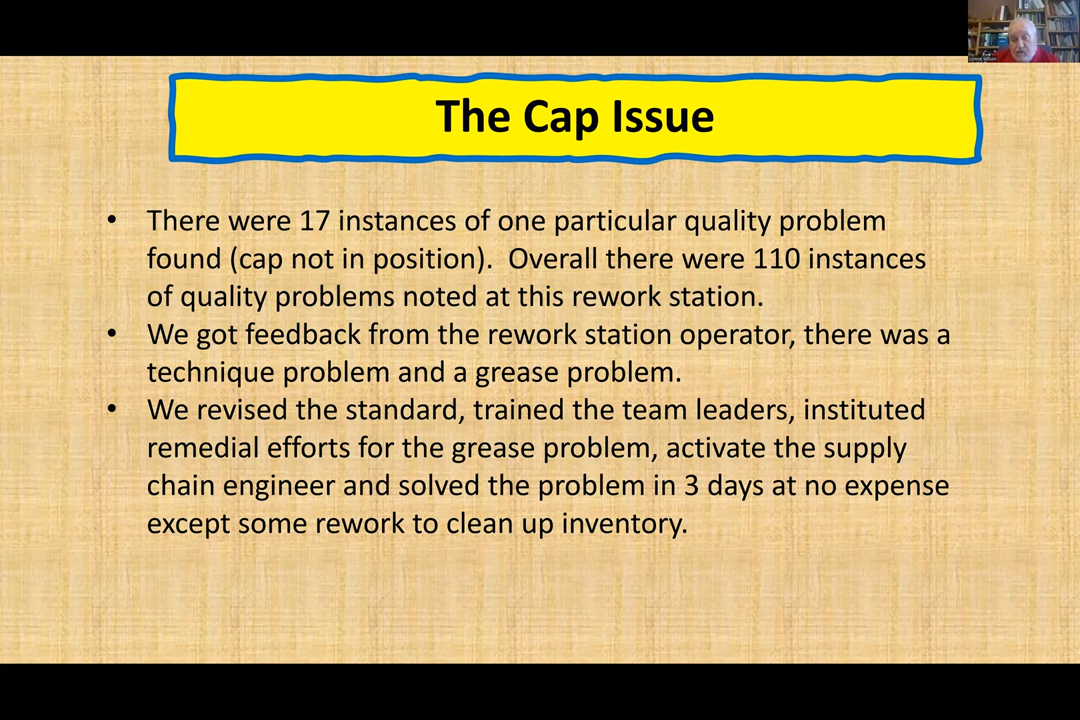 The Cap Issue
• There were 17 instances of one particular quality problem
found (cap not in position).  Overall there were 110 instances
of quality problems noted at this rework station.
• We got feedback from the rework station operator, there was a
technique problem and a grease problem.
• We revised the standard, trained the team leaders, instituted
remedial efforts for the grease problem, activate the supply
chain engineer and solved the problem in 3 days at no expense
except some rework to clean up inventory.
Lonnie Wilson